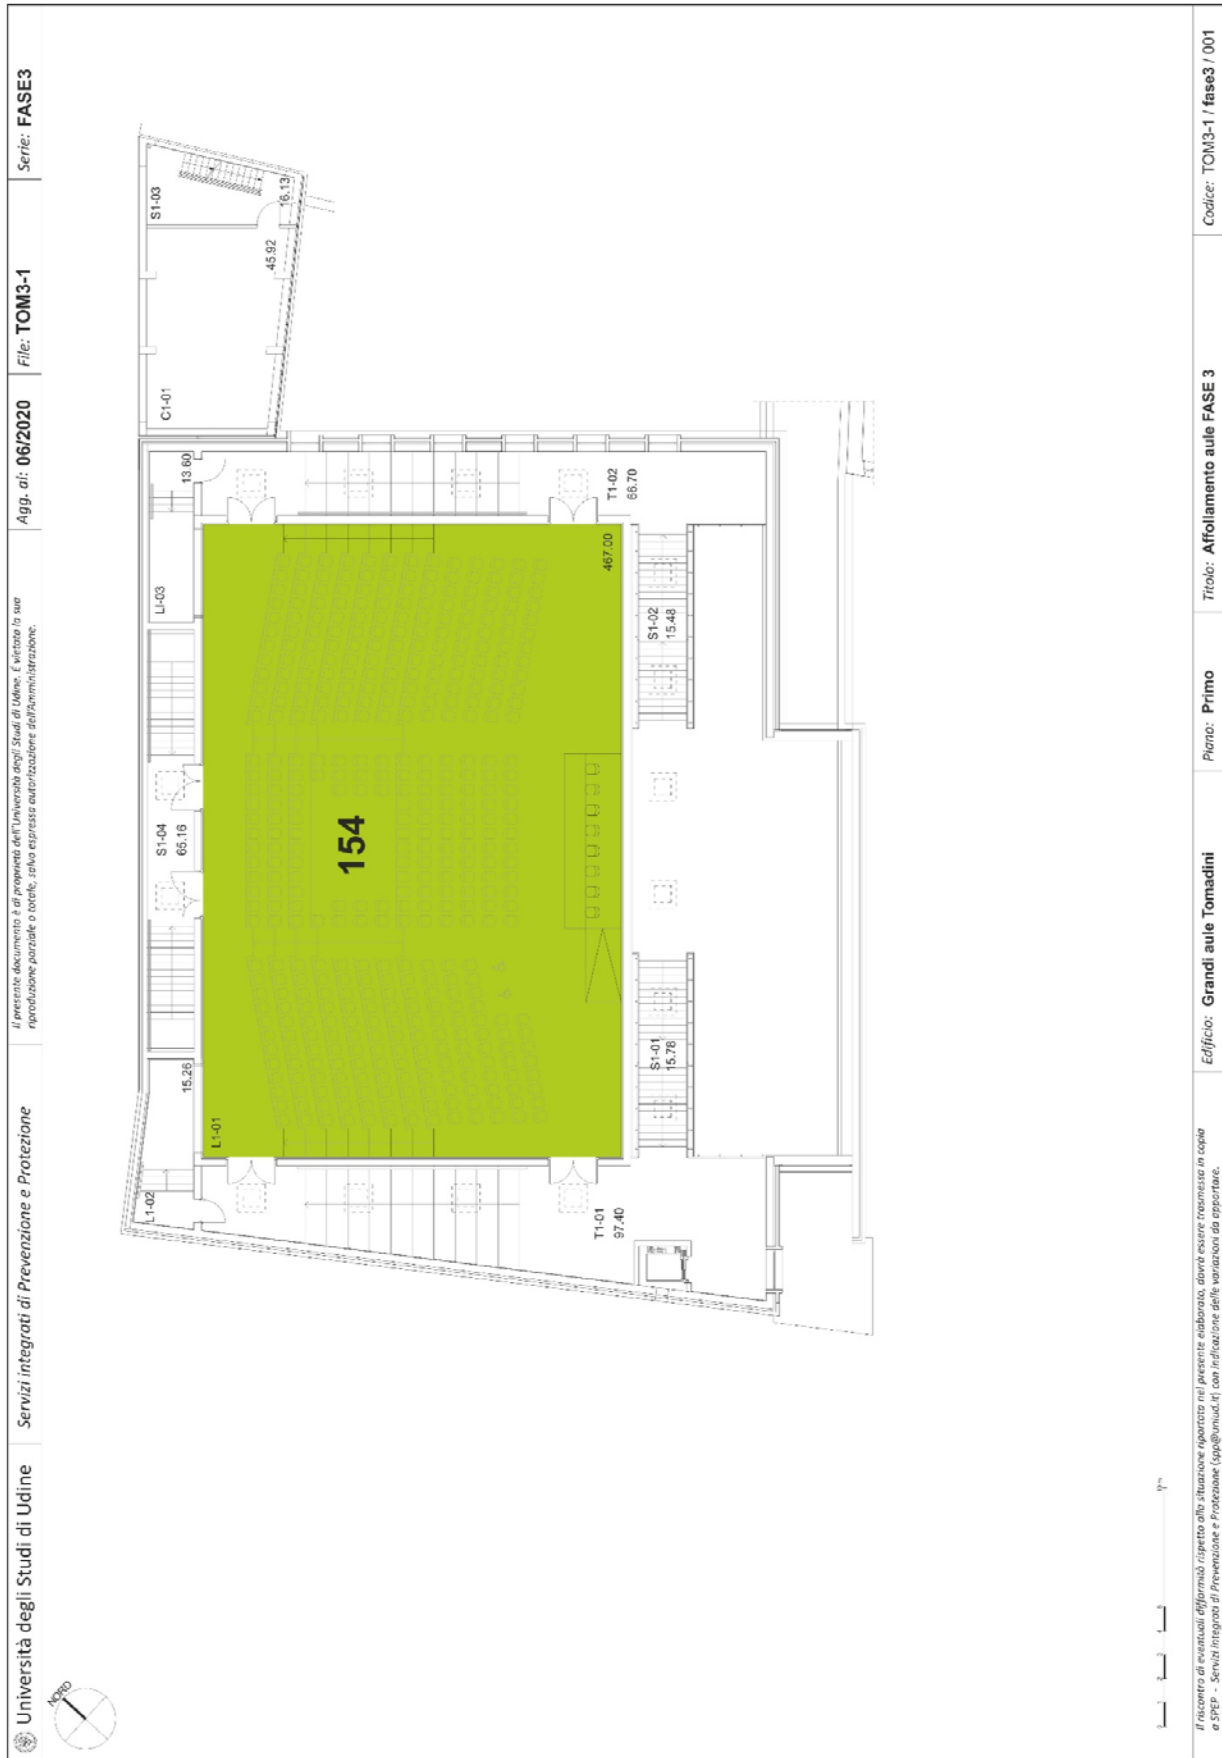 Università degli Studi di Udine
Servizi integrati di Prevenzione e Protezione
Il presente documento è di proprietà dell'Università degli Studi di Udine. È vietata la sua
riproduzione parziale o totale, salvo espressa autorizzazione dell'Amministrazione.
Agg. al: 06/2020
File: TOM3-1
Serie: FASE3
NORD
L1-02
15.26
S1-04
65.16
LI-03
13.60
C1-01
45.92
S1-03
16.13
L1-01
154
467.00
T1-01
97.40
S1-01
15.78
S1-02
15.48
T1-02
66.70
Il riscontro di eventuali difformità rispetto alla situazione riportata nel presente elaborato, dovrà essere trasmessa in copia
a SPEP - Servizi integrati di Prevenzione e Protezione (spp@uniud.it) con indicazione delle variazioni da apportare.
Edificio: Grandi aule Tomadini
Piano: Primo
Titolo: Affollamento aule FASE 3
Codice: TOM3-1 / fase3 / 001